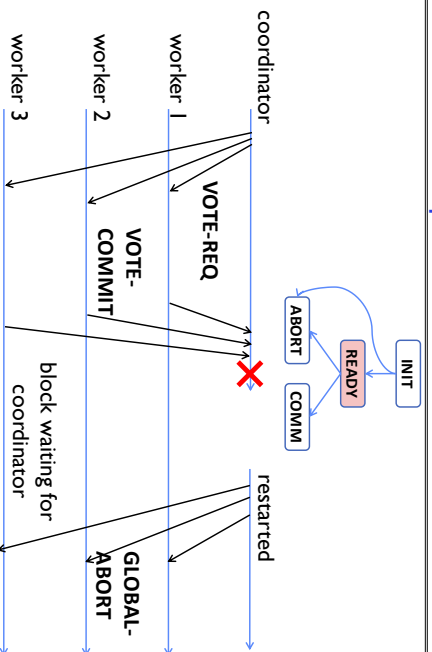 INIT
READY
ABORT
COMM
coordinator
restarted
VOTE-REQ
worker 1
VOTE-
COMMIT
GLOBAL-
ABORT
worker 2
block waiting for
coordinator
worker 3